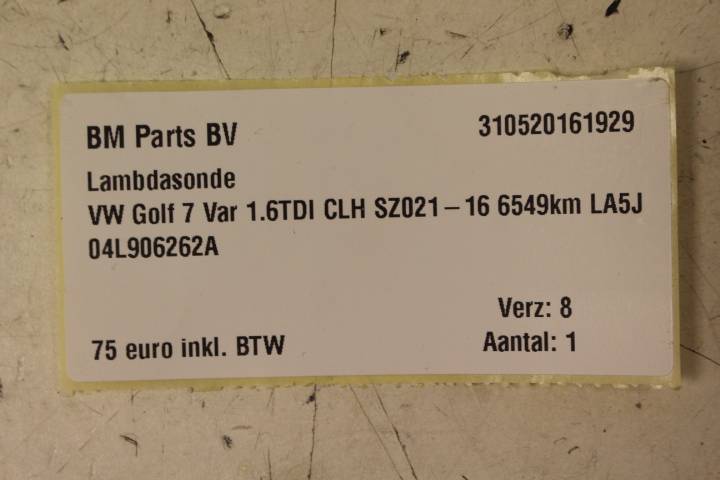 BM Parts BV 310520161929
Lambdasonde
VW Golf 7 Var 1.6TDI CLH SZ021-16 6549km LA5J
04L906262A
Verz: 8
75 euro inkl. BTW Aantal: 1